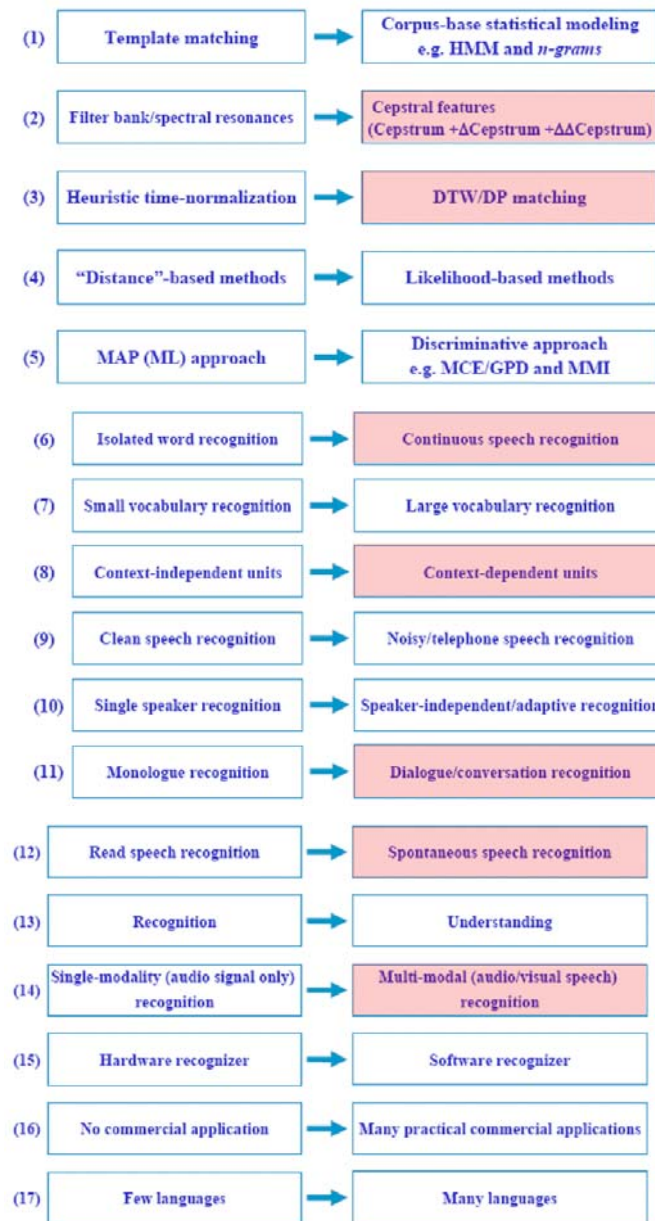 (1) Template matching Corpus-base statistical modeling
e.g. HMM and n-grams
(2) Filter bank/spectral resonances Cepstral features
(Cepstrum +ΔCepstrum +ΔΔCepstrum)
(3) Heuristic time-normalization DTW/DP matching
(4) “Distance”-based methods Likelihood-based methods
(5) MAP (ML) approach Discriminative approach
e.g. MCE/GPD and MMI
(6) Isolated word recognition Continuous speech recognition
(7) Small vocabulary recognition Large vocabulary recognition
(8) Context-independent units Context-dependent units
(9) Clean speech recognition Noisy/telephone speech recognition
(10) Single speaker recognition Speaker-independent/adaptive recognition
(11) Monologue recognition Dialogue/conversation recognition
(12) Read speech recognition Spontaneous speech recognition
(13) Recognition Understanding
(14) Single-modality (audio signal only) Multi-modal (audio/visual speech)
recognition recognition
(15) Hardware recognizer Software recognizer
(16) No commercial application Many practical commercial applications
(17) Few languages Many languages